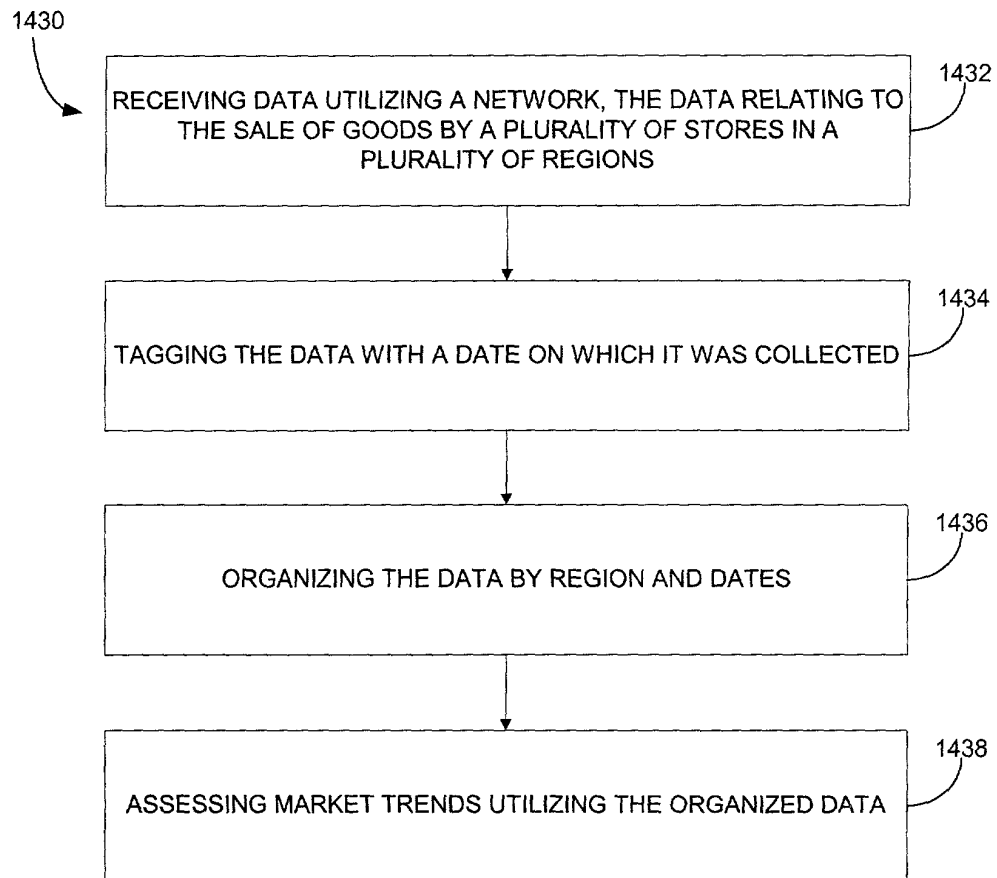 1430
1432
RECEIVING DATA UTILIZING A NETWORK, THE DATA RELATING TO
THE SALE OF GOODS BY A PLURALITY OF STORES IN A
PLURALITY OF REGIONS
1434
TAGGING THE DATA WITH A DATE ON WHICH IT WAS COLLECTED
1436
ORGANIZING THE DATA BY REGION AND DATES
1438
ASSESSING MARKET TRENDS UTILIZING THE ORGANIZED DATA